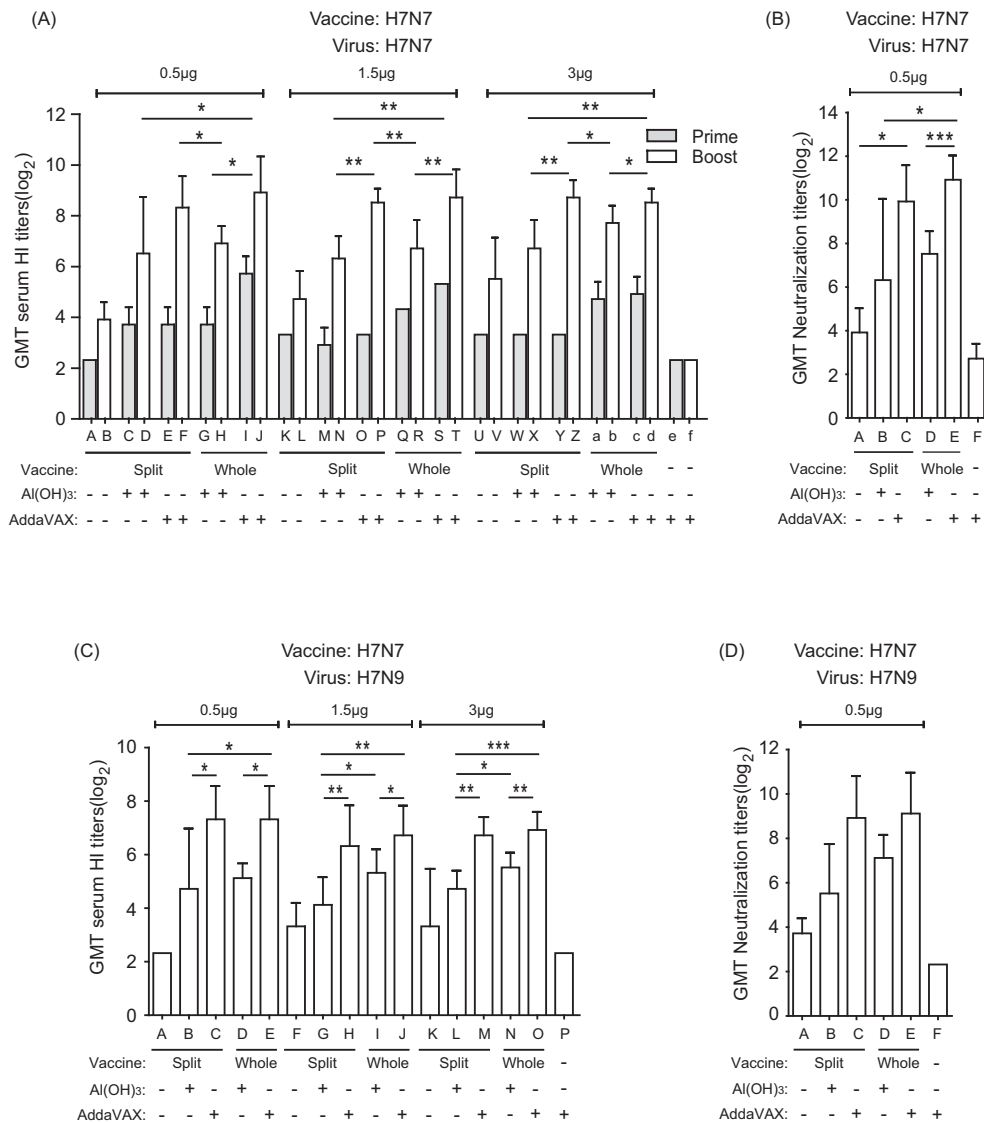 (A)
Vaccine: H7N7
Virus: H7N7
0.5µg 1.5µg 3µg
* ** **
* ** *
* ** ** ** *
Prime
Boost
GMT serum HI titers(log2)
12
10
8
6
4
2
0
A B C D E F G H I J K L M N O P Q R S T U V W X Y Z a b c d e f
Vaccine: Split Whole Split Whole Split Whole - -
Al(OH)3: - - + + - - + + - - - - + + - - + + - - - - + + - - + + - - - -
AddaVAX: - - - - + + - - + + - - - - + + - - + + - - - - + + - - + + + +
(B)
Vaccine: H7N7
Virus: H7N7
0.5µg
*
* ***
GMT Neutralization titers(log2)
14
12
10
8
6
4
2
0
A B C D E F
Split Whole -
- + - + - -
- - + - + +
Vaccine:
Al(OH)3:
AddaVAX:
(C)
Vaccine: H7N7
Virus: H7N9
0.5µg 1.5µg 3µg
* ** ***
* * * *
** * ** **
GMT serum HI titers(log2)
10
8
6
4
2
0
A B C D E F G H I J K L M N O P
Vaccine: Split Whole Split Whole Split Whole -
Al(OH)3: - + - + - - + - + - - + - + - -
AddaVAX: - - + - + - - + - + - - + - + +
(D)
Vaccine: H7N7
Virus: H7N9
0.5µg
GMT Neutralization titers(log2)
12
10
8
6
4
2
0
A B C D E F
Vaccine: Split Whole -
Al(OH)3: - + - + - -
AddaVAX: - - + - + +